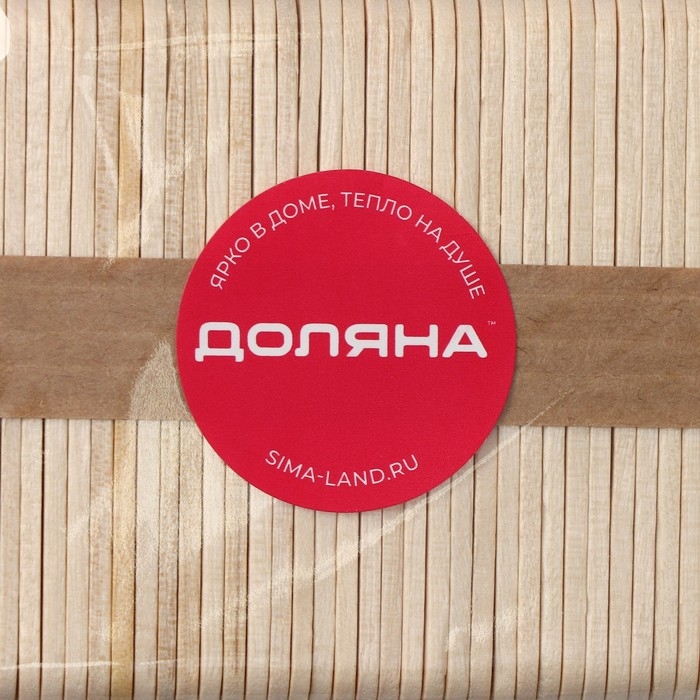 ЯРКО В ДОМЕ, ТЕПЛО НА ДУШЕ
ДОЛЯНА™
SIMA-LAND.RU